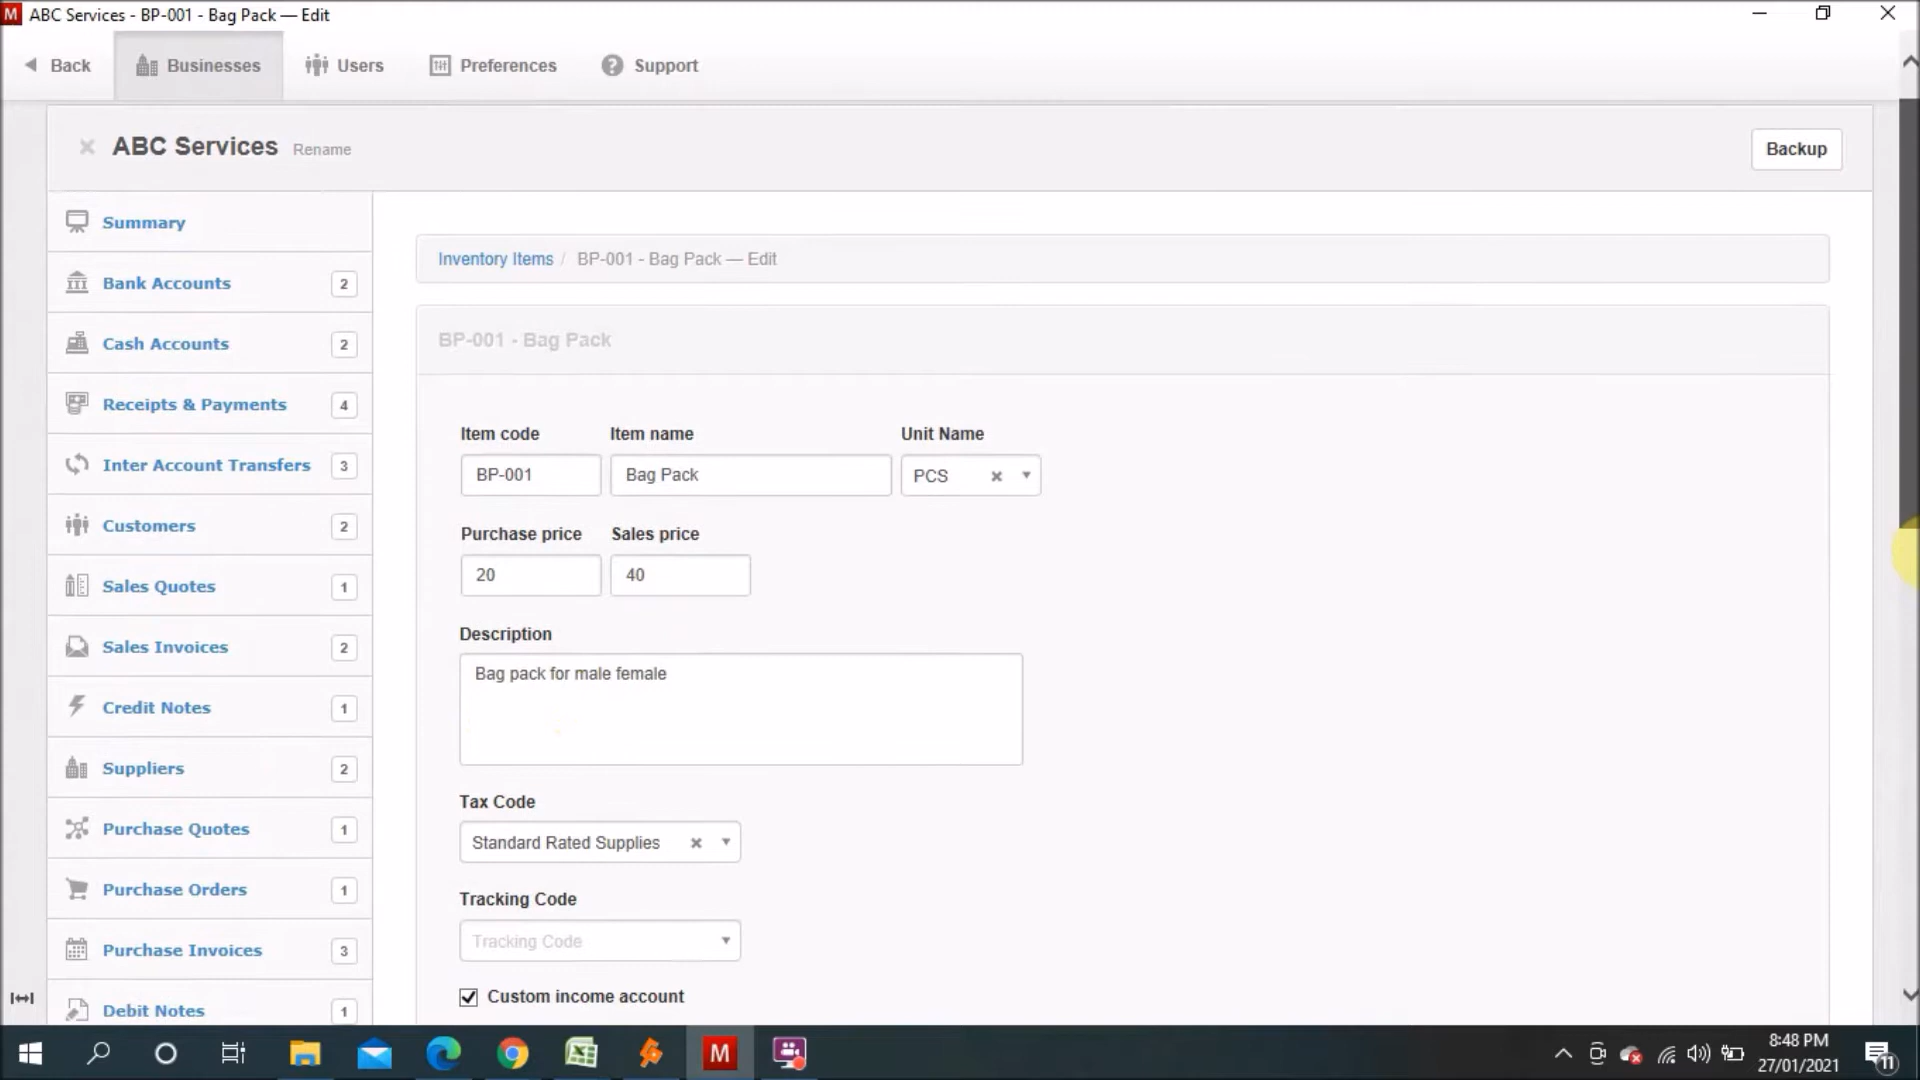 M ABC Services - BP-001 - Bag Pack — Edit
Back Businesses Users Preferences Support
ABC Services Rename Backup
Summary
Bank Accounts 2
Cash Accounts 2
Receipts & Payments 4
Inter Account Transfers 3
Customers 2
Sales Quotes 1
Sales Invoices 2
Credit Notes 1
Suppliers 2
Purchase Quotes 1
Purchase Orders 1
Purchase Invoices 3
Debit Notes 1
Inventory Items / BP-001 - Bag Pack — Edit
BP-001 - Bag Pack
Item code Item name Unit Name
BP-001 Bag Pack PCS
Purchase price Sales price
20 40
Description
Bag pack for male female
Tax Code
Standard Rated Supplies
Tracking Code
Tracking Code
Custom income account
M
8:48 PM
27/01/2021
11